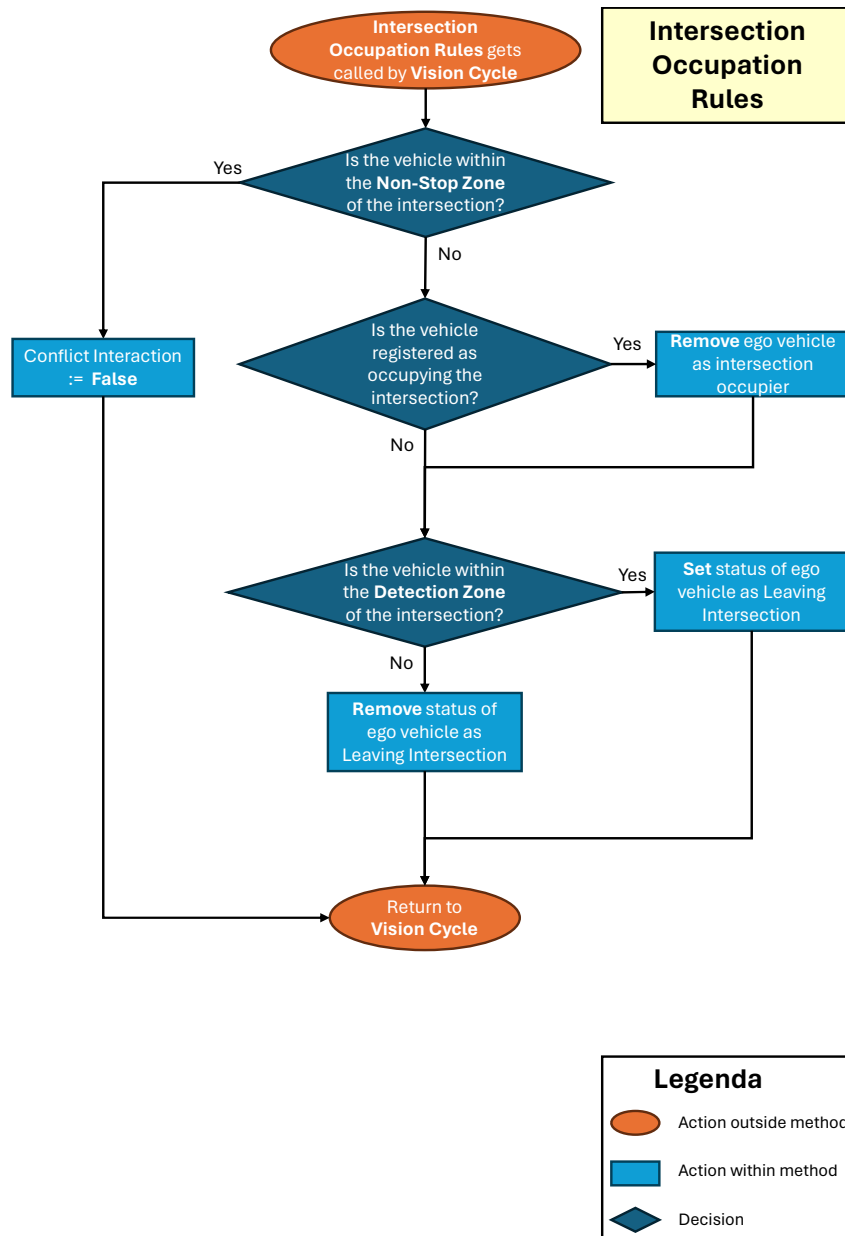 Intersection
Occupation Rules gets
called by Vision Cycle
Intersection
Occupation
Rules
Yes
Is the vehicle within
the Non-Stop Zone
of the intersection?
No
Conflict Interaction
:= False
Is the vehicle
registered as
occupying the
intersection?
Yes
Remove ego vehicle
as intersection
occupier
No
Is the vehicle within
the Detection Zone
of the intersection?
Yes
Set status of ego
vehicle as Leaving
Intersection
No
Remove status of
ego vehicle as
Leaving Intersection
Return to
Vision Cycle
Legenda
Action outside method
Action within method
Decision